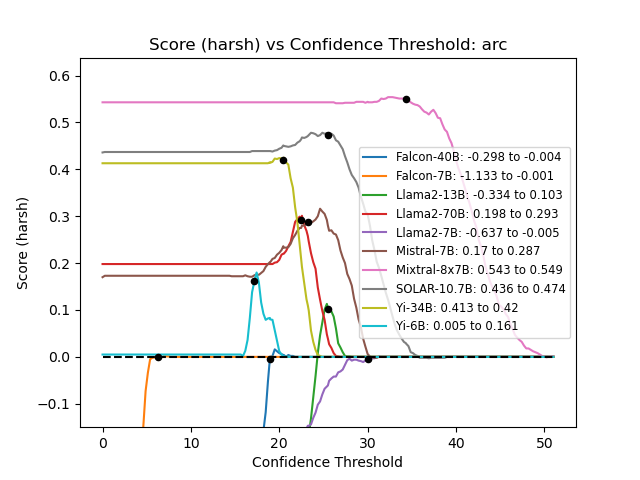 Score (harsh) vs Confidence Threshold: arc
Score (harsh)
0.6
0.5
0.4
0.3
0.2
0.1
0.0
−0.1
Falcon-40B: -0.298 to -0.004
Falcon-7B: -1.133 to -0.001
Llama2-13B: -0.334 to 0.103
Llama2-70B: 0.198 to 0.293
Llama2-7B: -0.637 to -0.005
Mistral-7B: 0.17 to 0.287
Mixtral-8x7B: 0.543 to 0.549
SOLAR-10.7B: 0.436 to 0.474
Yi-34B: 0.413 to 0.42
Yi-6B: 0.005 to 0.161
0 10 20 30 40 50
Confidence Threshold